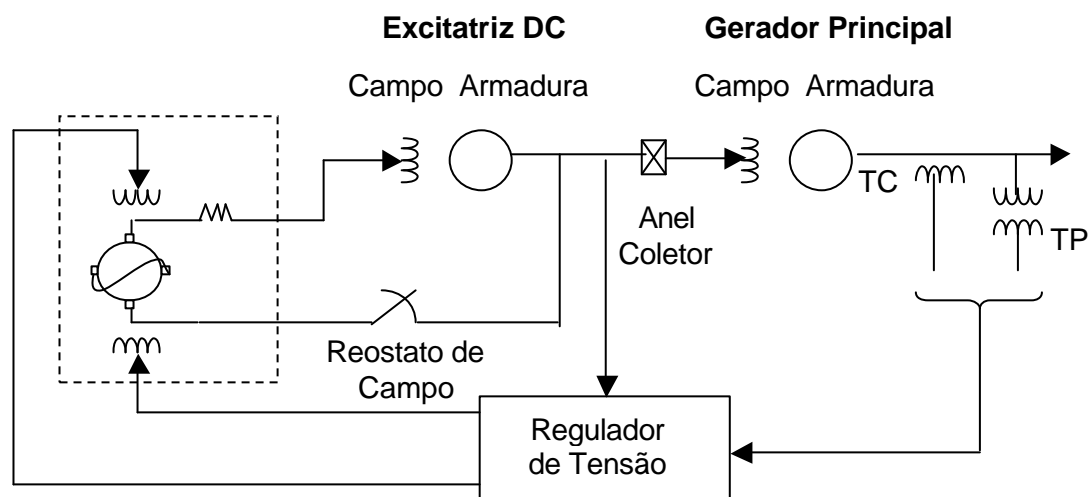 Excitatriz DC
Gerador Principal
Campo Armadura
Campo Armadura
TC
TP
Anel
Coletor
Reostato de
Campo
Regulador
de Tensão